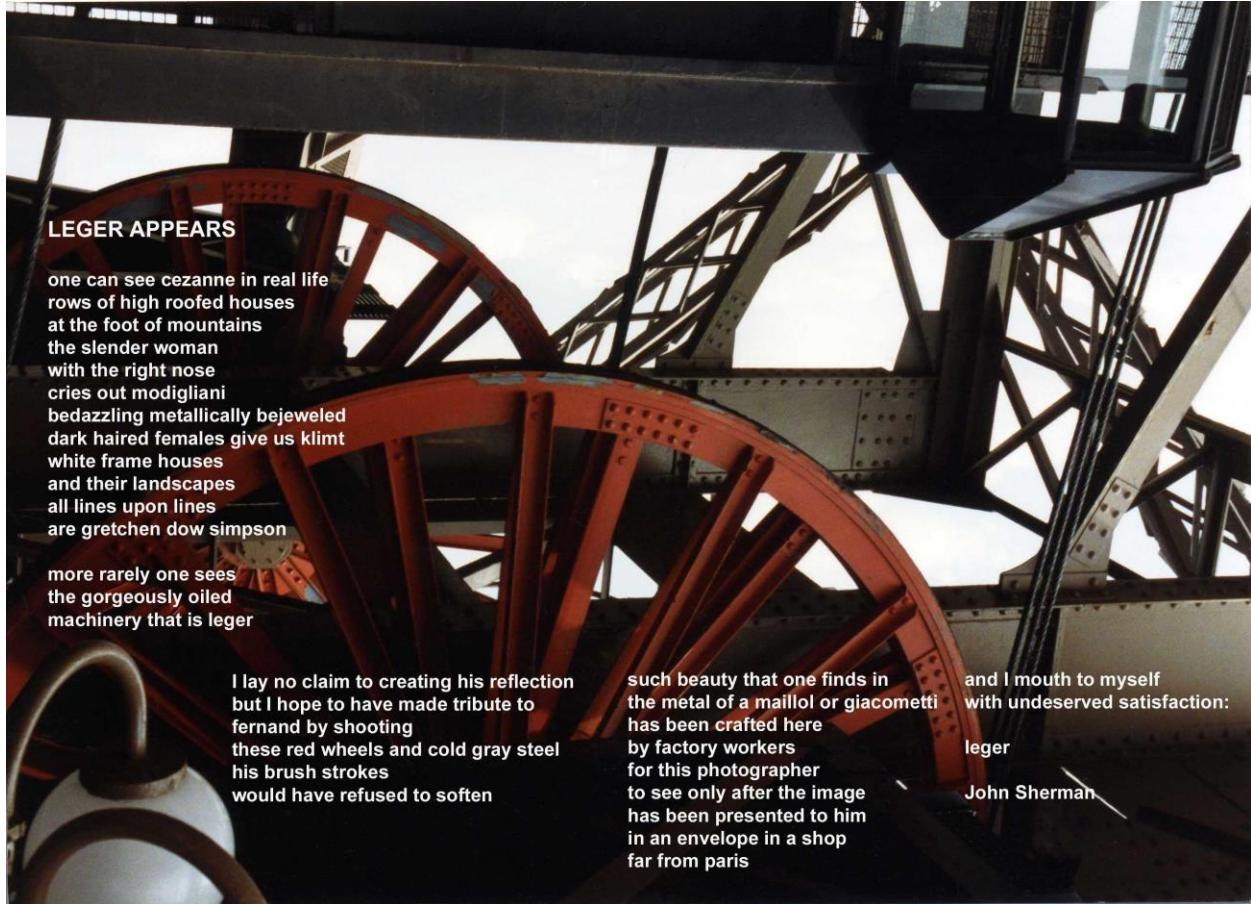 LEGER APPEARS
one can see cezanne in real life
rows of high roofed houses
at the foot of mountains
the slender woman
with the right nose
cries out modigliani
bedazzling metallically bejeweled
dark haired females give us klimt
white frame houses
and their landscapes
all lines upon lines
are gretchen dow simpson
more rarely one sees
the gorgeously oiled
machinery that is leger
I lay no claim to creating his reflection
but I hope to have made tribute to
fernand by shooting
these red wheels and cold gray steel
his brush strokes
would have refused to soften
such beauty that one finds in
the metal of a maillol or giacometti
has been crafted here
by factory workers
for this photographer
to see only after the image
has been presented to him
in an envelope in a shop
far from paris
and I mouth to myself
with undeserved satisfaction:
leger
John Sherman